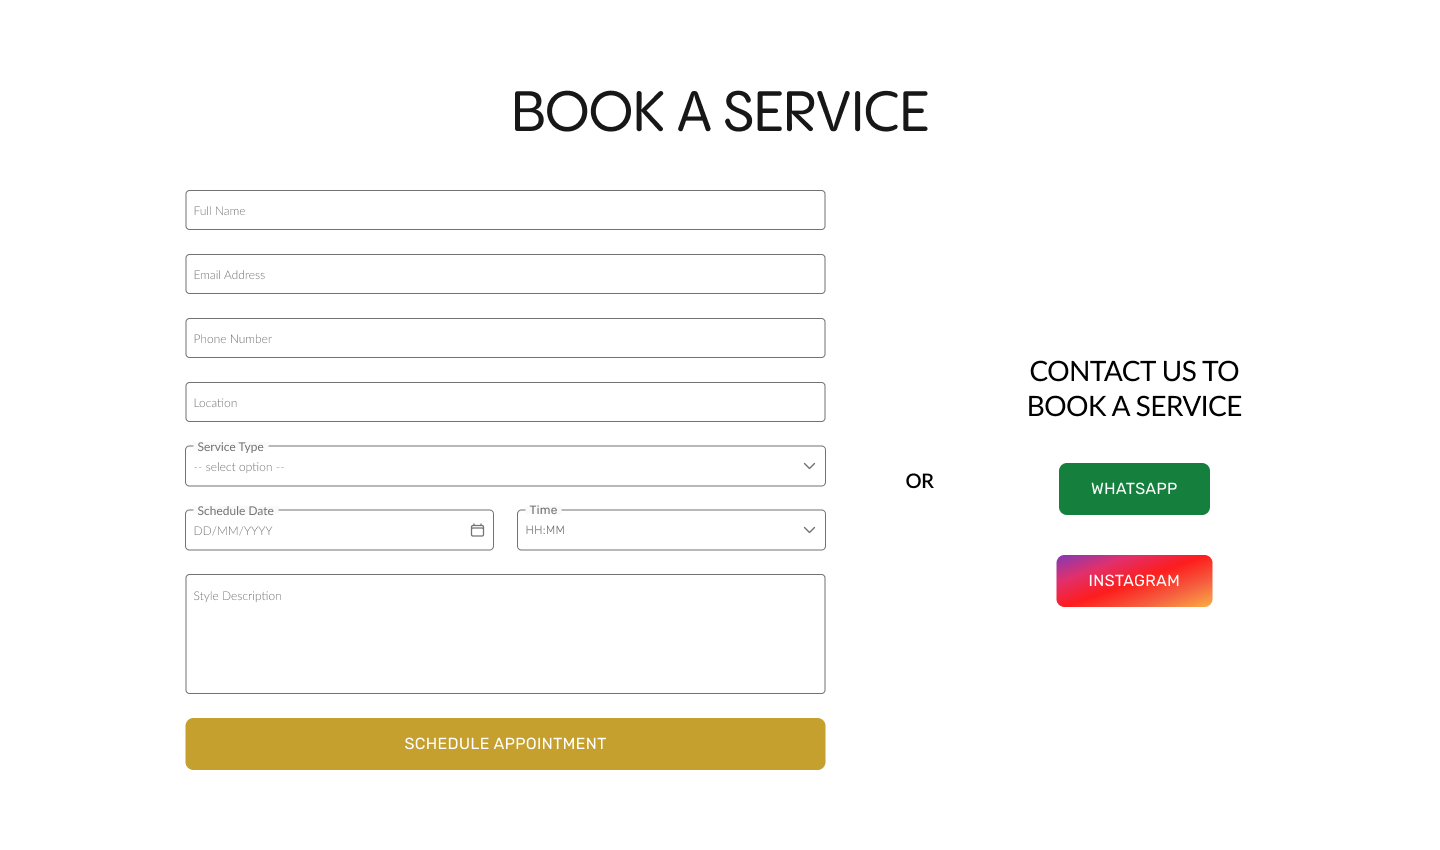 BOOK A SERVICE
Full Name
Email Address
Phone Number
Location
Service Type
-- select option --
Schedule Date
DD/MM/YYYY
Time
HH:MM
Style Description
SCHEDULE APPOINTMENT
OR
CONTACT US TO
BOOK A SERVICE
WHATSAPP
INSTAGRAM